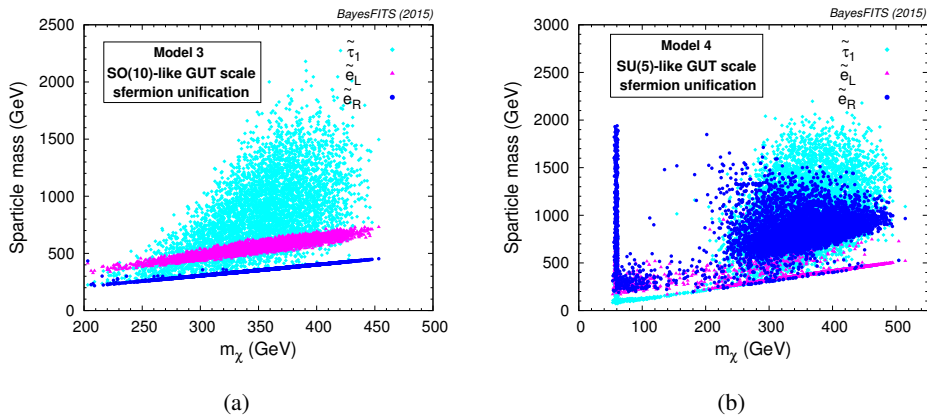 BayesFITS (2015)
Model 3
SO(10)-like GUT scale
sfermion unification
τ̃1
ẽL
ẽR
Sparticle mass (GeV)
2500
2000
1500
1000
500
0
200 250 300 350 400 450 500
mχ (GeV)
(a)
BayesFITS (2015)
Model 4
SU(5)-like GUT scale
sfermion unification
τ̃1
ẽL
ẽR
Sparticle mass (GeV)
3000
2500
2000
1500
1000
500
0
0 100 200 300 400 500
mχ (GeV)
(b)